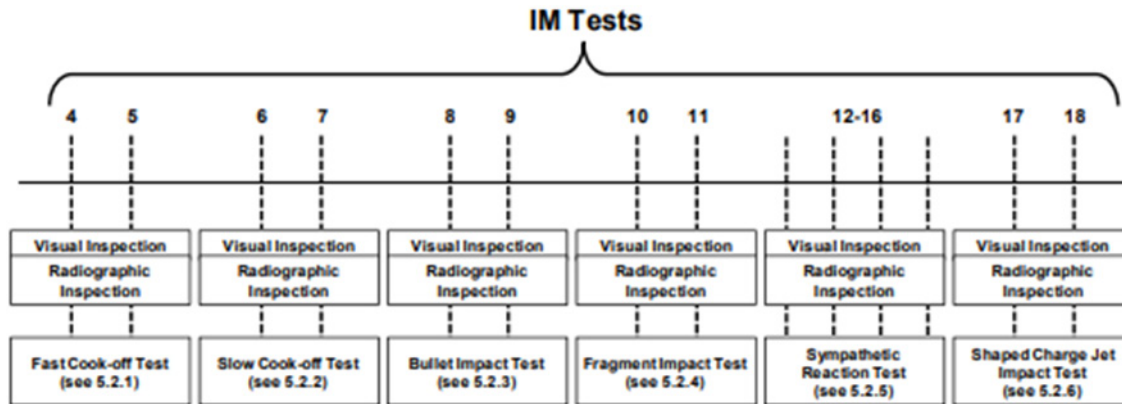 IM Tests
4 5 6 7 8 9 10 11 12-16 17 18
Visual Inspection
Radiographic
Inspection
Fast Cook-off Test
(see 5.2.1)
Visual Inspection
Radiographic
Inspection
Slow Cook-off Test
(see 5.2.2)
Visual Inspection
Radiographic
Inspection
Bullet Impact Test
(see 5.2.3)
Visual Inspection
Radiographic
Inspection
Fragment Impact Test
(see 5.2.4)
Visual Inspection
Radiographic
Inspection
Sympathetic
Reaction Test
(see 5.2.5)
Visual Inspection
Radiographic
Inspection
Shaped Charge Jet
Impact Test
(see 5.2.6)